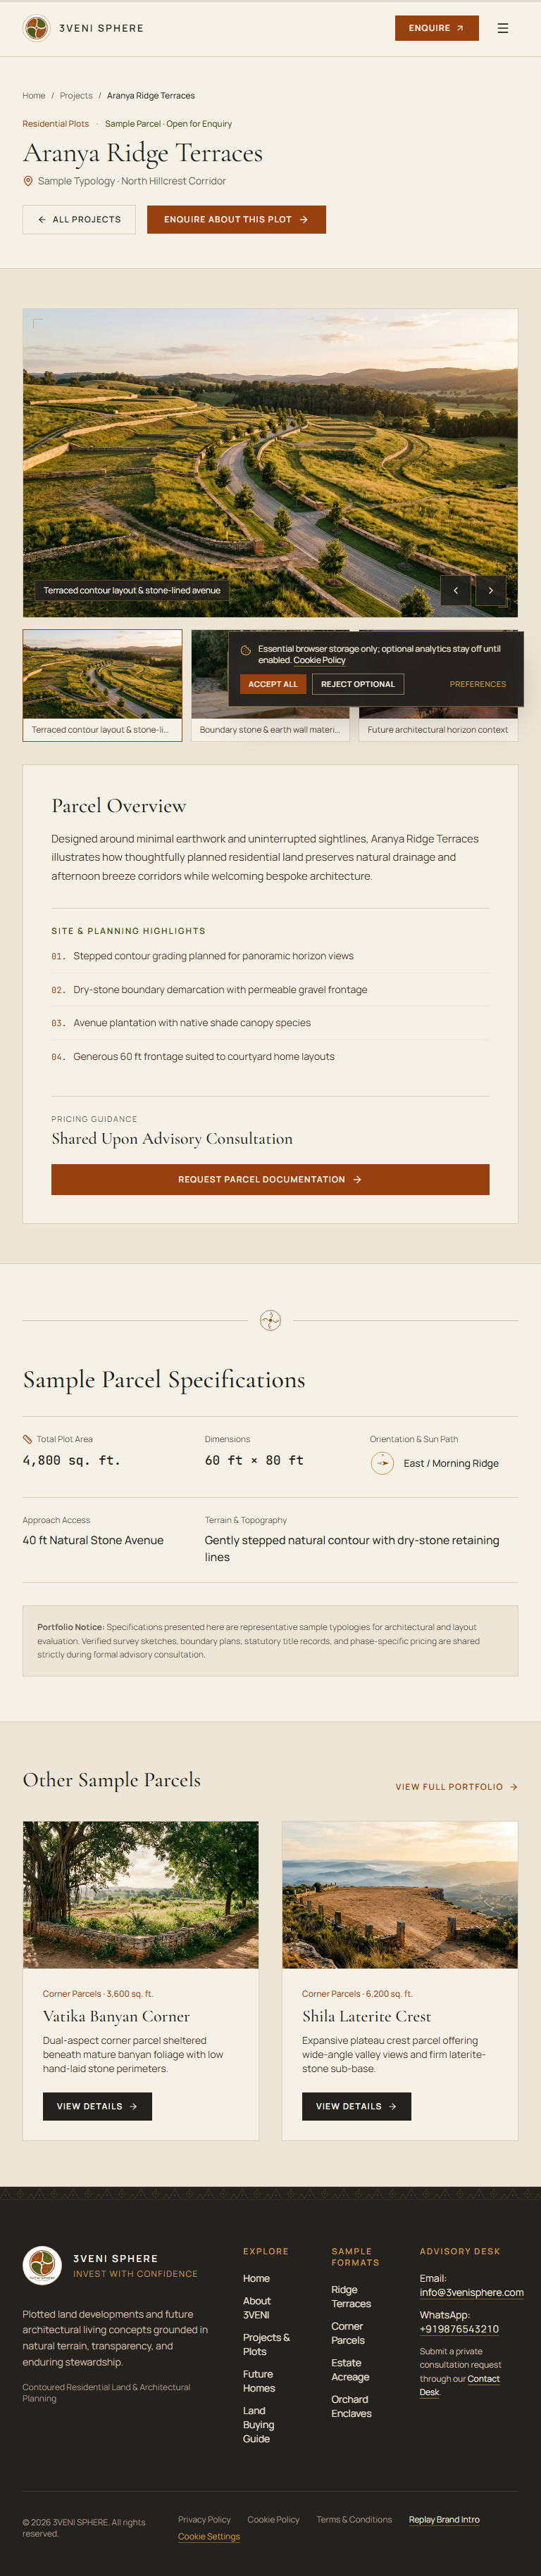 3VENI SPHERE
ENQUIRE
Home / Projects / Aranya Ridge Terraces
Residential Plots · Sample Parcel · Open for Enquiry
Aranya Ridge Terraces
Sample Typology · North Hillcrest Corridor
ALL PROJECTS
ENQUIRE ABOUT THIS PLOT
Terraced contour layout & stone-lined avenue
Essential browser storage only; optional analytics stay off until
enabled. Cookie Policy
ACCEPT ALL
REJECT OPTIONAL
PREFERENCES
Terraced contour layout & stone-li...
Boundary stone & earth wall materi...
Future architectural horizon context
Parcel Overview
Designed around minimal earthwork and uninterrupted sightlines, Aranya Ridge Terraces
illustrates how thoughtfully planned residential land preserves natural drainage and
afternoon breeze corridors while welcoming bespoke architecture.
SITE & PLANNING HIGHLIGHTS
01. Stepped contour grading planned for panoramic horizon views
02. Dry-stone boundary demarcation with permeable gravel frontage
03. Avenue plantation with native shade canopy species
04. Generous 60 ft frontage suited to courtyard home layouts
PRICING GUIDANCE
Shared Upon Advisory Consultation
REQUEST PARCEL DOCUMENTATION
Sample Parcel Specifications
Total Plot Area
4,800 sq. ft.
Dimensions
60 ft × 80 ft
Orientation & Sun Path
East / Morning Ridge
Approach Access
40 ft Natural Stone Avenue
Terrain & Topography
Gently stepped natural contour with dry-stone retaining
lines
Portfolio Notice: Specifications presented here are representative sample typologies for architectural and layout
evaluation. Verified survey sketches, boundary plans, statutory title records, and phase-specific pricing are shared
strictly during formal advisory consultation.
Other Sample Parcels
VIEW FULL PORTFOLIO
Corner Parcels · 3,600 sq. ft.
Vatika Banyan Corner
Dual-aspect corner parcel sheltered
beneath mature banyan foliage with low
hand-laid stone perimeters.
VIEW DETAILS
Corner Parcels · 6,200 sq. ft.
Shila Laterite Crest
Expansive plateau crest parcel offering
wide-angle valley views and firm laterite-
stone sub-base.
VIEW DETAILS
3VENI SPHERE
INVEST WITH CONFIDENCE
Plotted land developments and future
architectural living concepts grounded in
natural terrain, transparency, and
enduring stewardship.
Contoured Residential Land & Architectural
Planning
EXPLORE
Home
About
3VENI
Projects &
Plots
Future
Homes
Land
Buying
Guide
SAMPLE
FORMATS
Ridge
Terraces
Corner
Parcels
Estate
Acreage
Orchard
Enclaves
ADVISORY DESK
Email:
info@3venisphere.com
WhatsApp:
+919876543210
Submit a private
consultation request
through our Contact
Desk.
© 2026 3VENI SPHERE. All rights
reserved.
Privacy Policy
Cookie Policy
Terms & Conditions
Replay Brand Intro
Cookie Settings